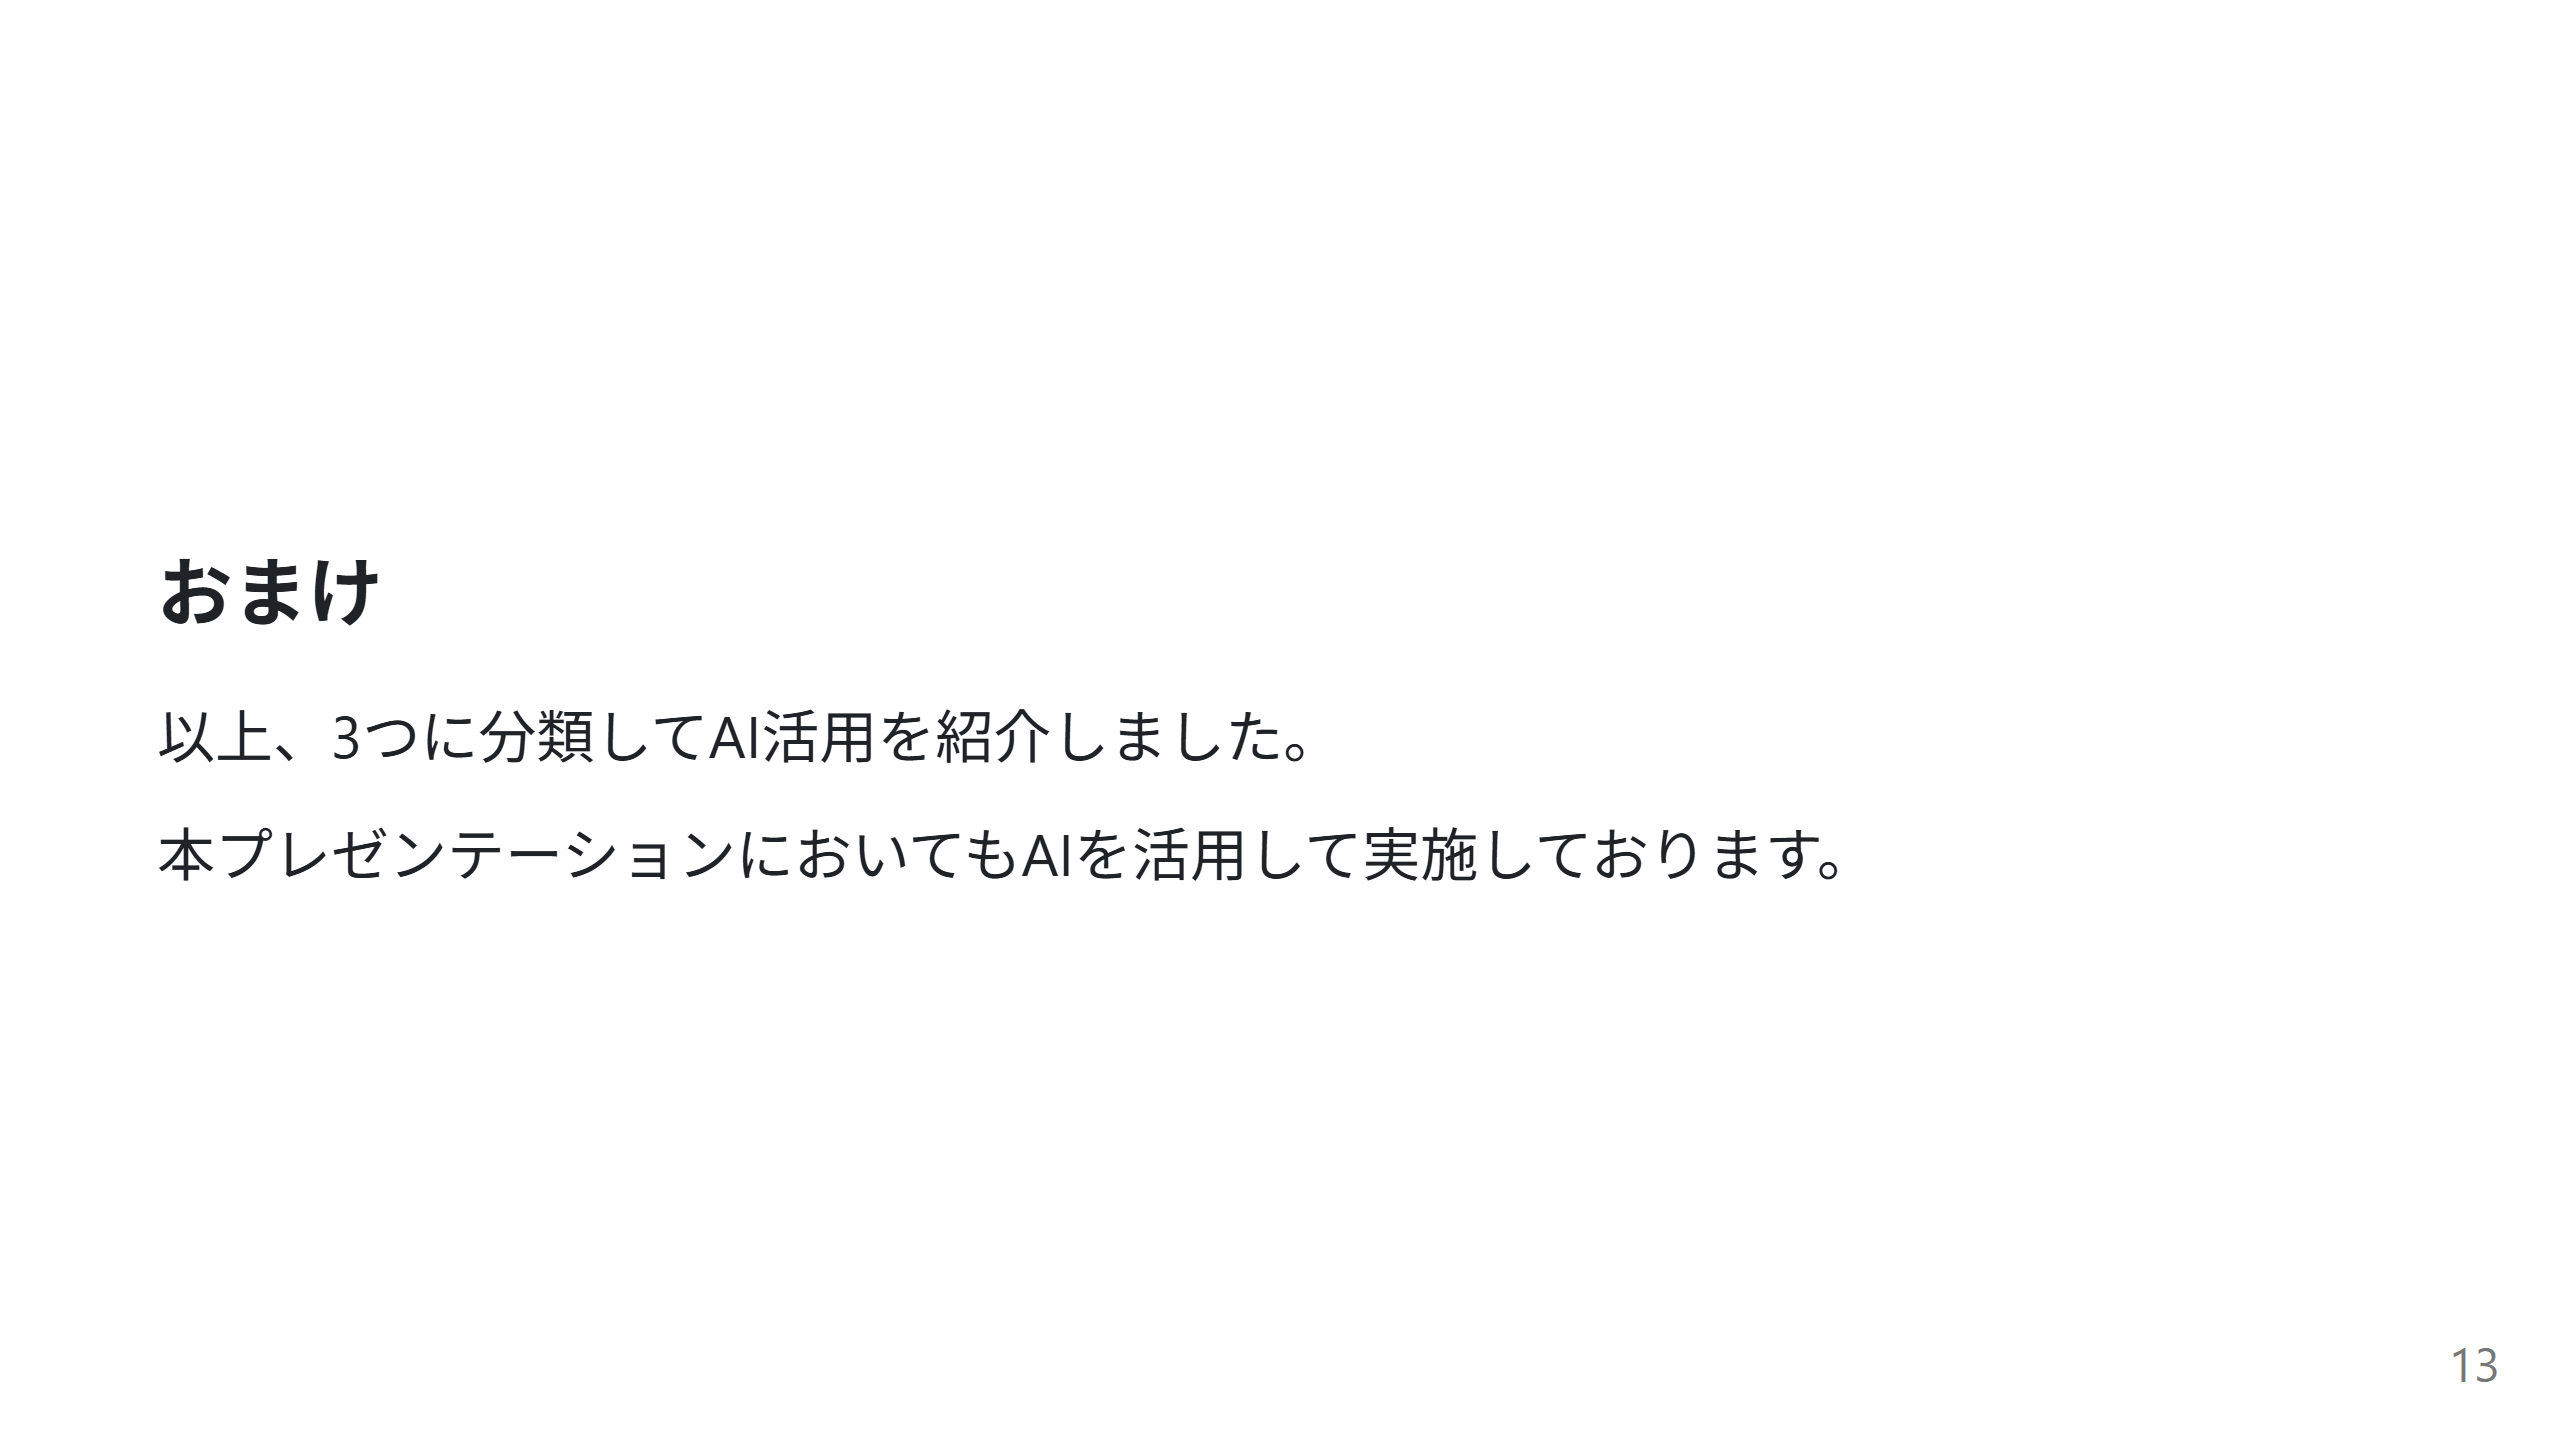 おまけ
以上、3つに分類してAI活用を紹介しました。
本プレゼンテーションにおいてもAIを活用して実施しております。
13